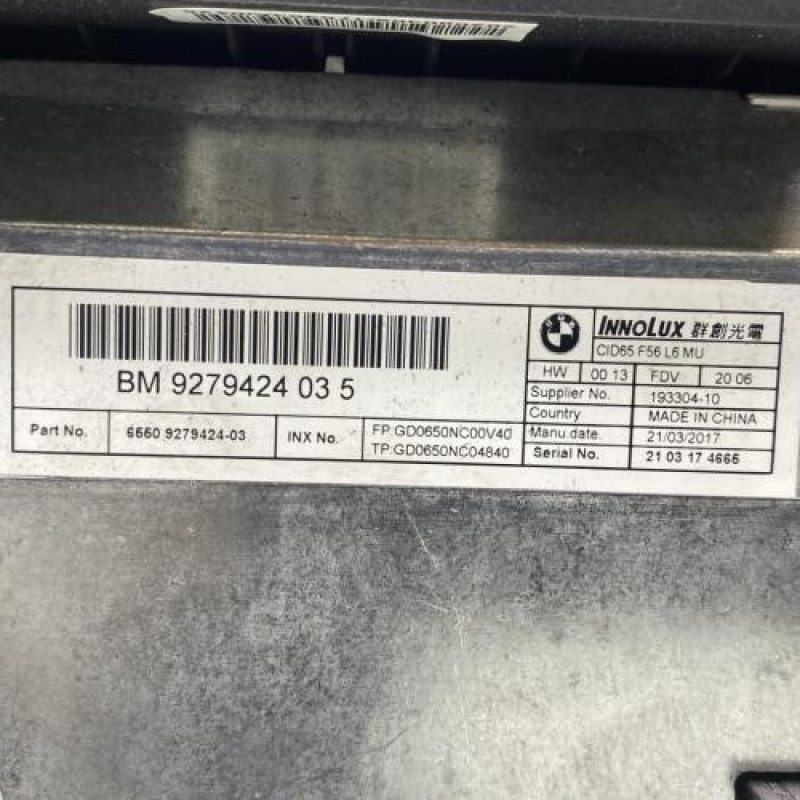 BM 9279424 03 5
INNOLUX 群創光電
CID65 F56 L6 MU
HW 00 13 FDV 20 06
Supplier No. 193304-10
Country MADE IN CHINA
Manu.date. 21/03/2017
Serial No. 21 03 17 4665
Part No. 6560 9279424-03 INX No. FP:GD0650NC00V40
TP:GD0650NC04840